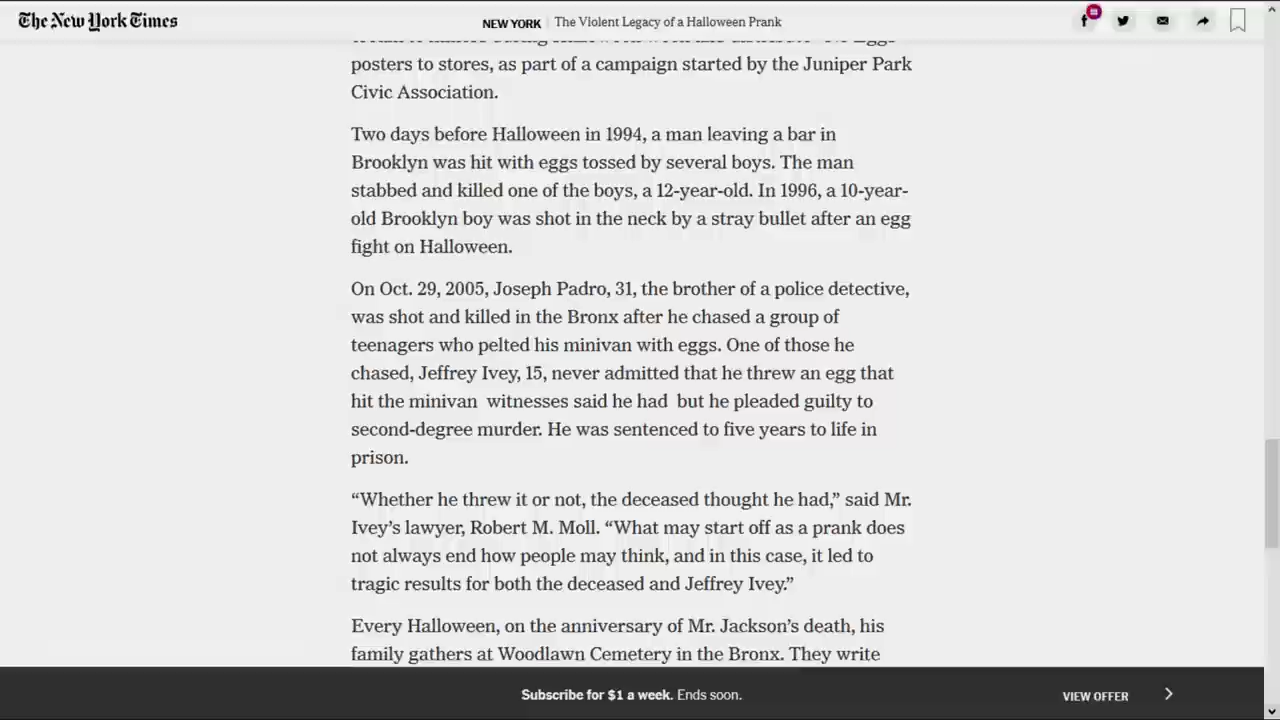 The New York Times
NEW YORK | The Violent Legacy of a Halloween Prank
posters to stores, as part of a campaign started by the Juniper Park
Civic Association.
Two days before Halloween in 1994, a man leaving a bar in
Brooklyn was hit with eggs tossed by several boys. The man
stabbed and killed one of the boys, a 12-year-old. In 1996, a 10-year-
old Brooklyn boy was shot in the neck by a stray bullet after an egg
fight on Halloween.
On Oct. 29, 2005, Joseph Padro, 31, the brother of a police detective,
was shot and killed in the Bronx after he chased a group of
teenagers who pelted his minivan with eggs. One of those he
chased, Jeffrey Ivey, 15, never admitted that he threw an egg that
hit the minivan  witnesses said he had  but he pleaded guilty to
second-degree murder. He was sentenced to five years to life in
prison.
“Whether he threw it or not, the deceased thought he had,” said Mr.
Ivey’s lawyer, Robert M. Moll. “What may start off as a prank does
not always end how people may think, and in this case, it led to
tragic results for both the deceased and Jeffrey Ivey.”
Every Halloween, on the anniversary of Mr. Jackson’s death, his
family gathers at Woodlawn Cemetery in the Bronx. They write
Subscribe for $1 a week. Ends soon.
VIEW OFFER